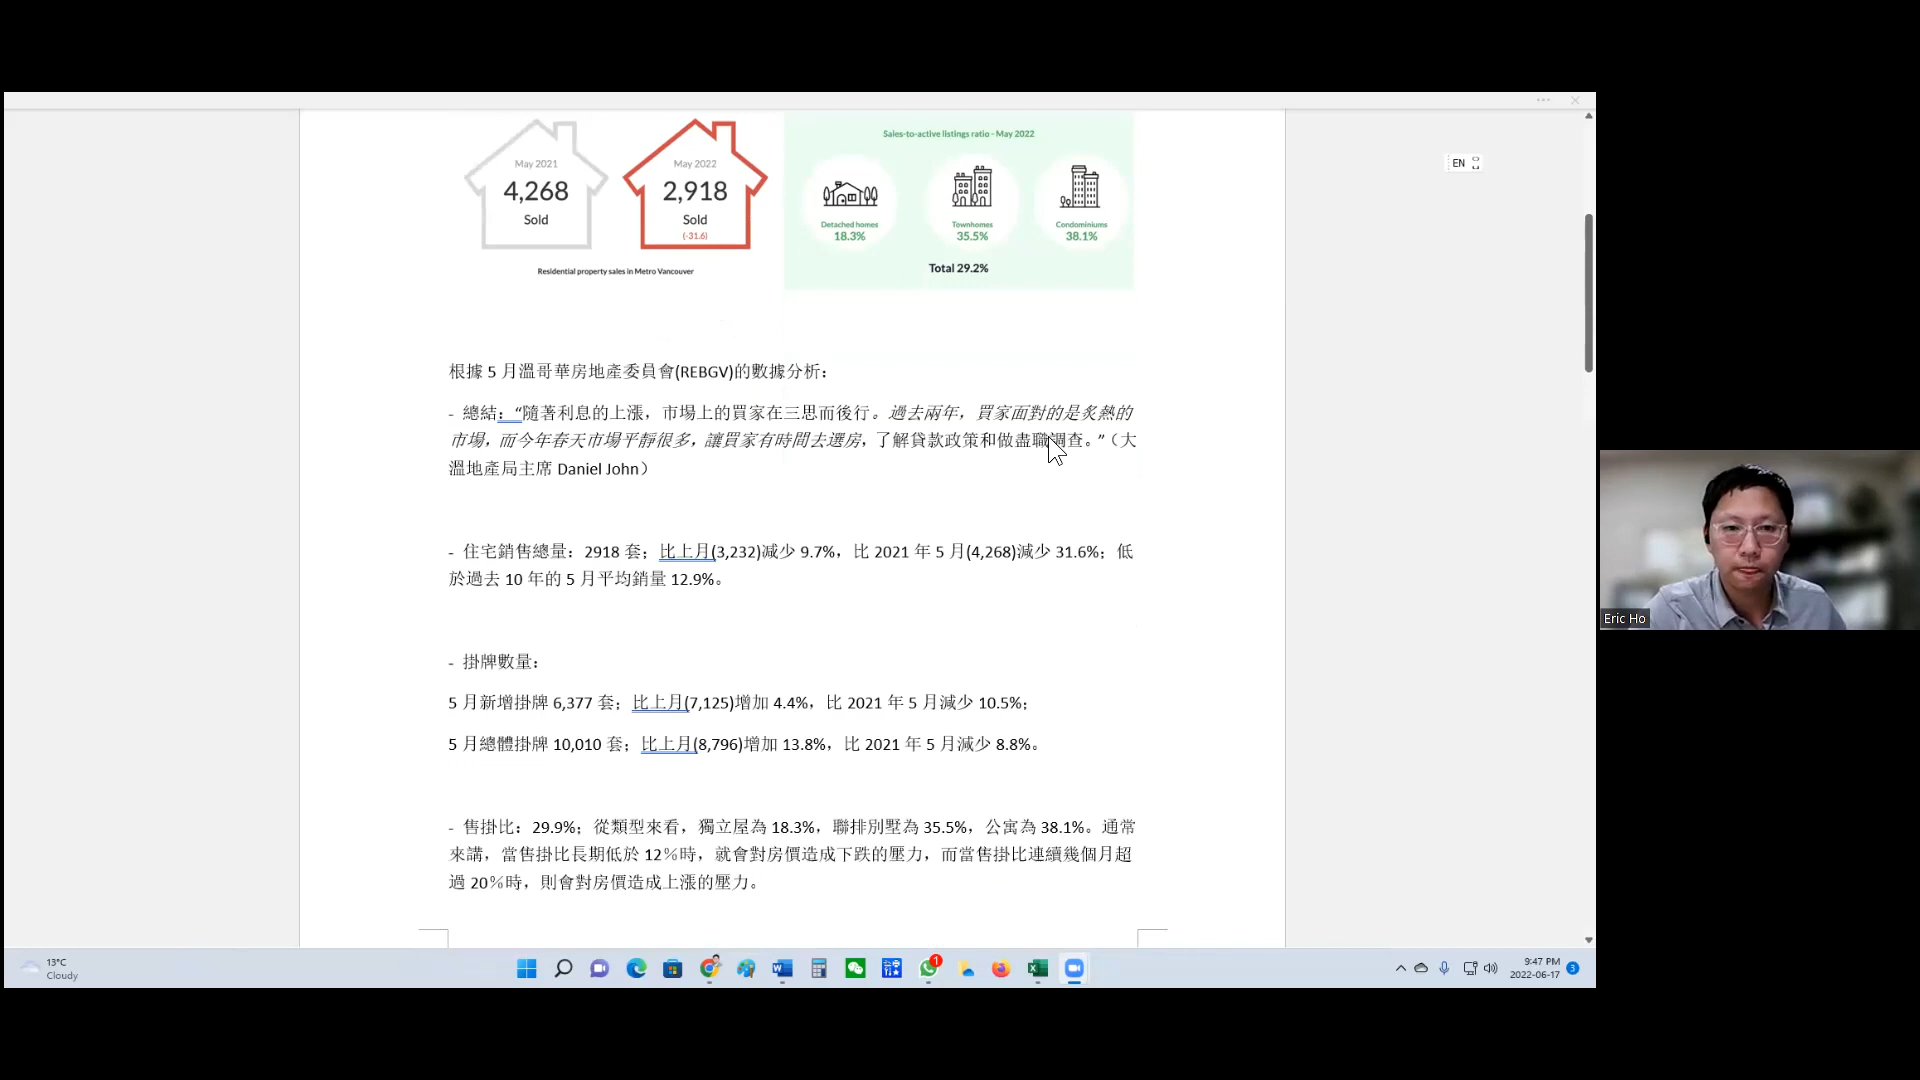 May 2021
4,268
Sold
May 2022
2,918
Sold
(-31.6)
Residential property sales in Metro Vancouver
Sales-to-active listings ratio - May 2022
Detached homes
18.3%
Townhomes
35.5%
Condominiums
38.1%
Total 29.2%
EN
根據 5 月溫哥華房地產委員會(REBGV)的數據分析：
- 總結：“隨著利息的上漲，市場上的買家在三思而後行。過去兩年，買家面對的是炙熱的
市場，而今年春天市場平靜很多，讓買家有時間去選房，了解貸款政策和做盡職調查。”（大
溫地產局主席 Daniel John）
- 住宅銷售總量：2918 套；比上月(3,232)减少 9.7%，比 2021 年 5 月(4,268)減少 31.6%；低
於過去 10 年的 5 月平均銷量 12.9%。
- 掛牌數量：
5 月新增掛牌 6,377 套；比上月(7,125)增加 4.4%，比 2021 年 5 月減少 10.5%；
5 月總體掛牌 10,010 套；比上月(8,796)增加 13.8%，比 2021 年 5 月減少 8.8%。
- 售掛比：29.9%；從類型來看，獨立屋為 18.3%，聯排別墅為 35.5%，公寓為 38.1%。通常
來講，當售掛比長期低於 12%時，就會對房價造成下跌的壓力，而當售掛比連續幾個月超
過 20%時，則會對房價造成上漲的壓力。
Eric Ho
13°C
Cloudy
1
9:47 PM
2022-06-17
3